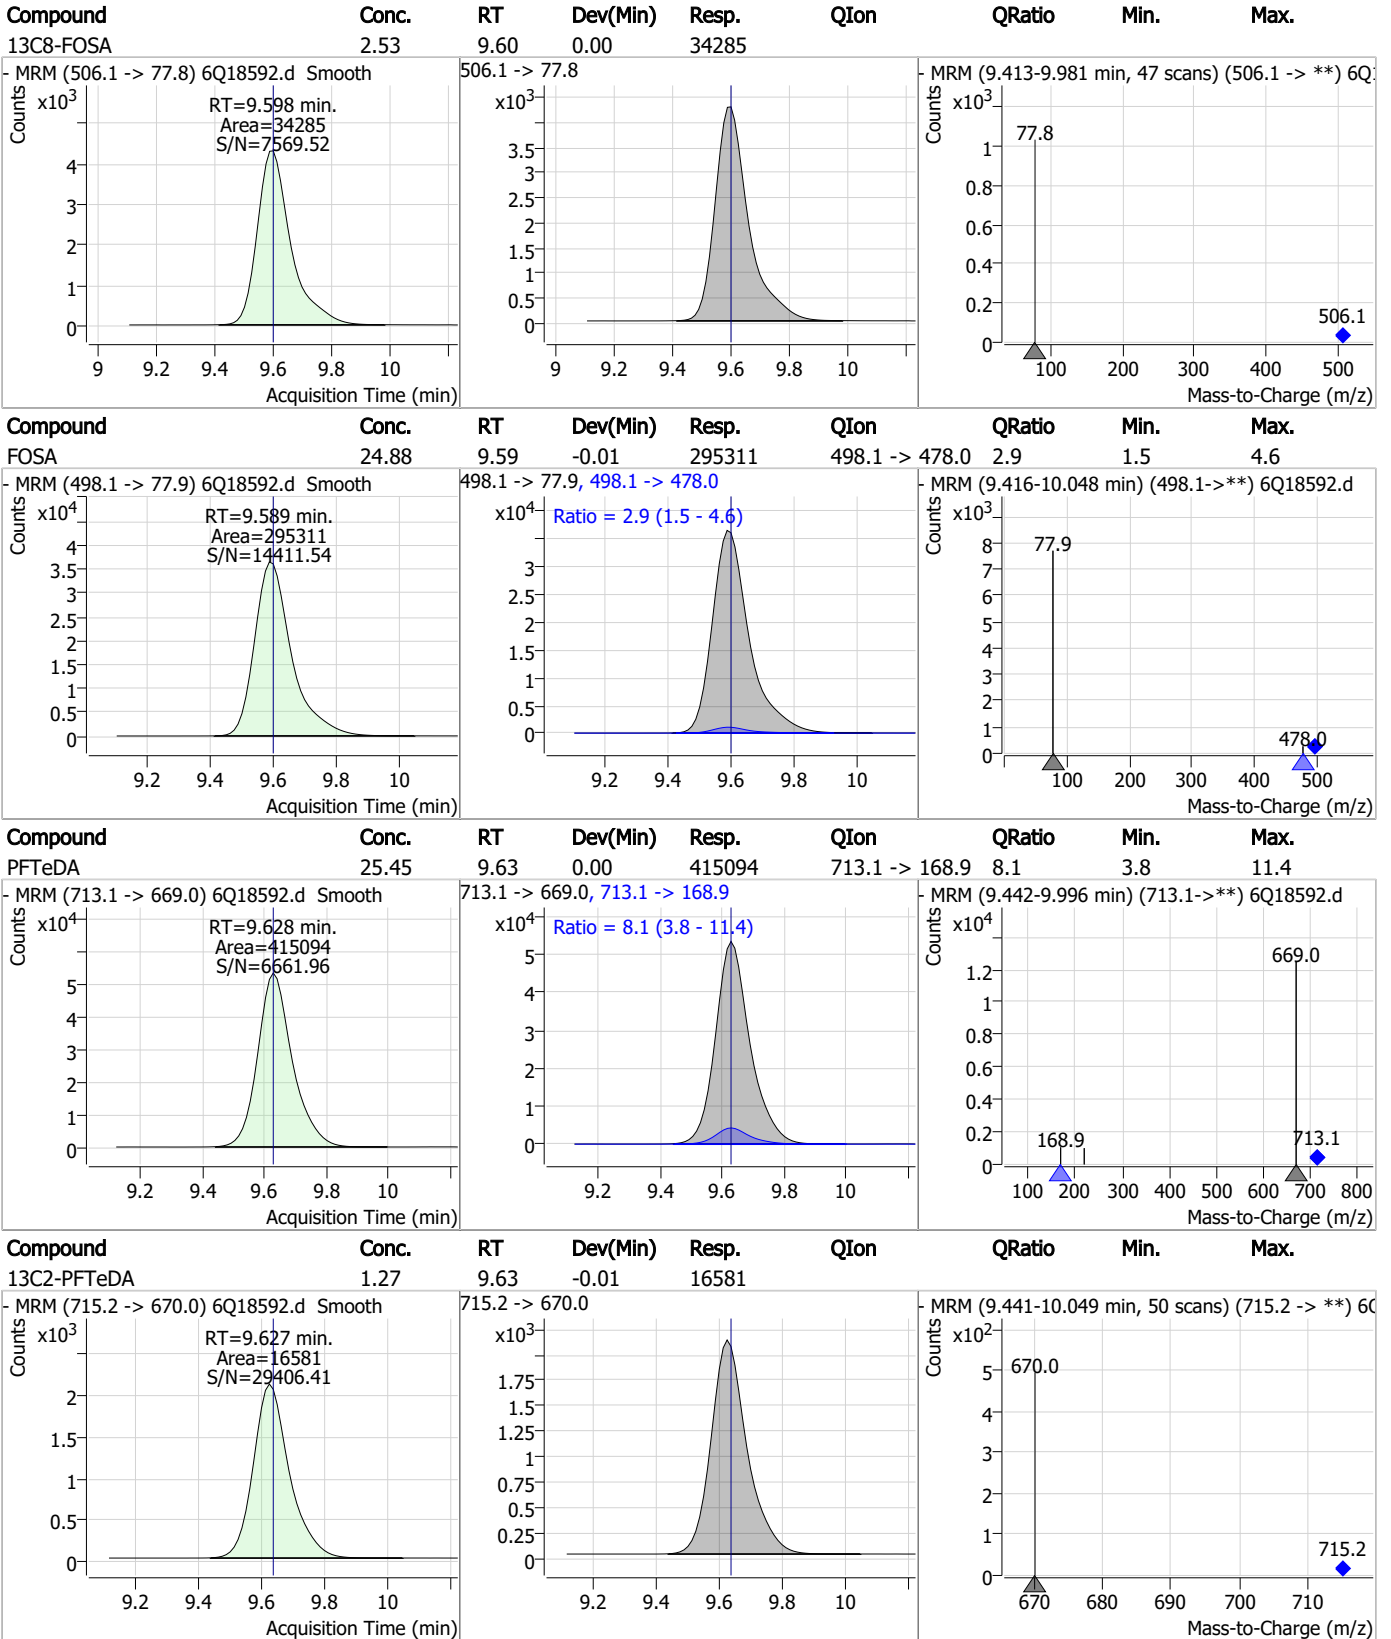 Compound Conc. RT Dev(Min) Resp. QIon QRatio Min. Max.
13C8-FOSA 2.53 9.60 0.00 34285
- MRM (506.1 -> 77.8) 6Q18592.d Smooth
Counts
x10³
RT=9.598 min.
Area=34285
S/N=7569.52
4
3
2
1
0
9 9.2 9.4 9.6 9.8 10
Acquisition Time (min)
506.1 -> 77.8
x10³
3.5
3
2.5
2
1.5
1
0.5
0
9 9.2 9.4 9.6 9.8 10
- MRM (9.413-9.981 min, 47 scans) (506.1 -> **) 6Q1
Counts
x10³
77.8
506.1
1
0.8
0.6
0.4
0.2
0
100 200 300 400 500
Mass-to-Charge (m/z)
Compound Conc. RT Dev(Min) Resp. QIon QRatio Min. Max.
FOSA 24.88 9.59 -0.01 295311 498.1 -> 478.0 2.9 1.5 4.6
- MRM (498.1 -> 77.9) 6Q18592.d Smooth
Counts
x10⁴
RT=9.589 min.
Area=295311
S/N=14411.54
4
3.5
3
2.5
2
1.5
1
0.5
0
9.2 9.4 9.6 9.8 10
Acquisition Time (min)
498.1 -> 77.9, 498.1 -> 478.0
x10⁴
Ratio = 2.9 (1.5 - 4.6)
3
2.5
2
1.5
1
0.5
0
9.2 9.4 9.6 9.8 10
- MRM (9.416-10.048 min) (498.1->**) 6Q18592.d
Counts
x10³
77.9
478.0
8
7
6
5
4
3
2
1
0
100 200 300 400 500
Mass-to-Charge (m/z)
Compound Conc. RT Dev(Min) Resp. QIon QRatio Min. Max.
PFTeDA 25.45 9.63 0.00 415094 713.1 -> 168.9 8.1 3.8 11.4
- MRM (713.1 -> 669.0) 6Q18592.d Smooth
Counts
x10⁴
RT=9.628 min.
Area=415094
S/N=6661.96
5
4
3
2
1
0
9.2 9.4 9.6 9.8 10
Acquisition Time (min)
713.1 -> 669.0, 713.1 -> 168.9
x10⁴
Ratio = 8.1 (3.8 - 11.4)
5
4
3
2
1
0
9.2 9.4 9.6 9.8 10
- MRM (9.442-9.996 min) (713.1->**) 6Q18592.d
Counts
x10⁴
669.0
168.9
713.1
1.2
1
0.8
0.6
0.4
0.2
0
100 200 300 400 500 600 700 800
Mass-to-Charge (m/z)
Compound Conc. RT Dev(Min) Resp. QIon QRatio Min. Max.
13C2-PFTeDA 1.27 9.63 -0.01 16581
- MRM (715.2 -> 670.0) 6Q18592.d Smooth
Counts
x10³
RT=9.627 min.
Area=16581
S/N=29406.41
2
1.5
1
0.5
0
9.2 9.4 9.6 9.8 10
Acquisition Time (min)
715.2 -> 670.0
x10³
1.75
1.5
1.25
1
0.75
0.5
0.25
0
9.2 9.4 9.6 9.8 10
- MRM (9.441-10.049 min, 50 scans) (715.2 -> **) 6Q
Counts
x10²
670.0
715.2
5
4
3
2
1
0
670 680 690 700 710
Mass-to-Charge (m/z)